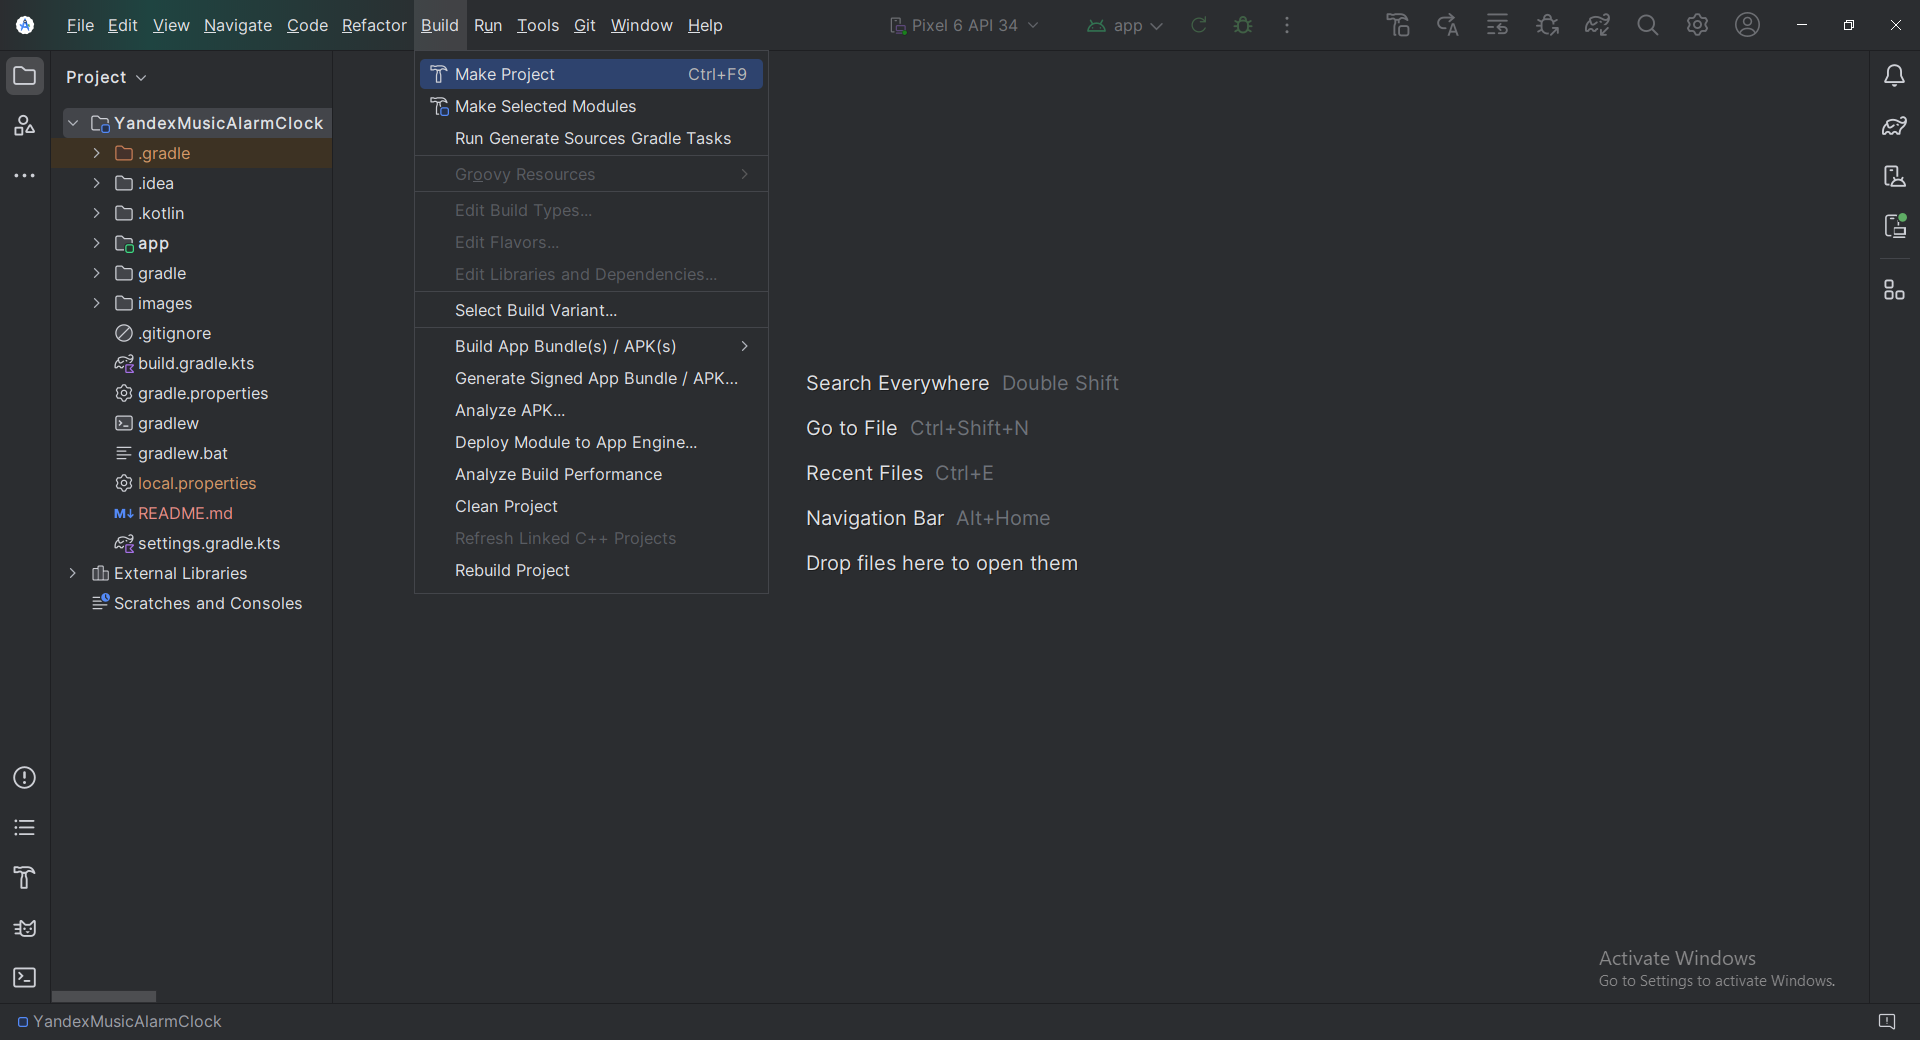 File Edit View Navigate Code Refactor Build Run Tools Git Window Help
Pixel 6 API 34
app
Project
YandexMusicAlarmClock
.gradle
.idea
.kotlin
app
gradle
images
.gitignore
build.gradle.kts
gradle.properties
gradlew
gradlew.bat
local.properties
M↓ README.md
settings.gradle.kts
External Libraries
Scratches and Consoles
Make Project Ctrl+F9
Make Selected Modules
Run Generate Sources Gradle Tasks
Groovy Resources
Edit Build Types...
Edit Flavors...
Edit Libraries and Dependencies...
Select Build Variant...
Build App Bundle(s) / APK(s)
Generate Signed App Bundle / APK...
Analyze APK...
Deploy Module to App Engine...
Analyze Build Performance
Clean Project
Refresh Linked C++ Projects
Rebuild Project
Search Everywhere Double Shift
Go to File Ctrl+Shift+N
Recent Files Ctrl+E
Navigation Bar Alt+Home
Drop files here to open them
Activate Windows
Go to Settings to activate Windows.
YandexMusicAlarmClock